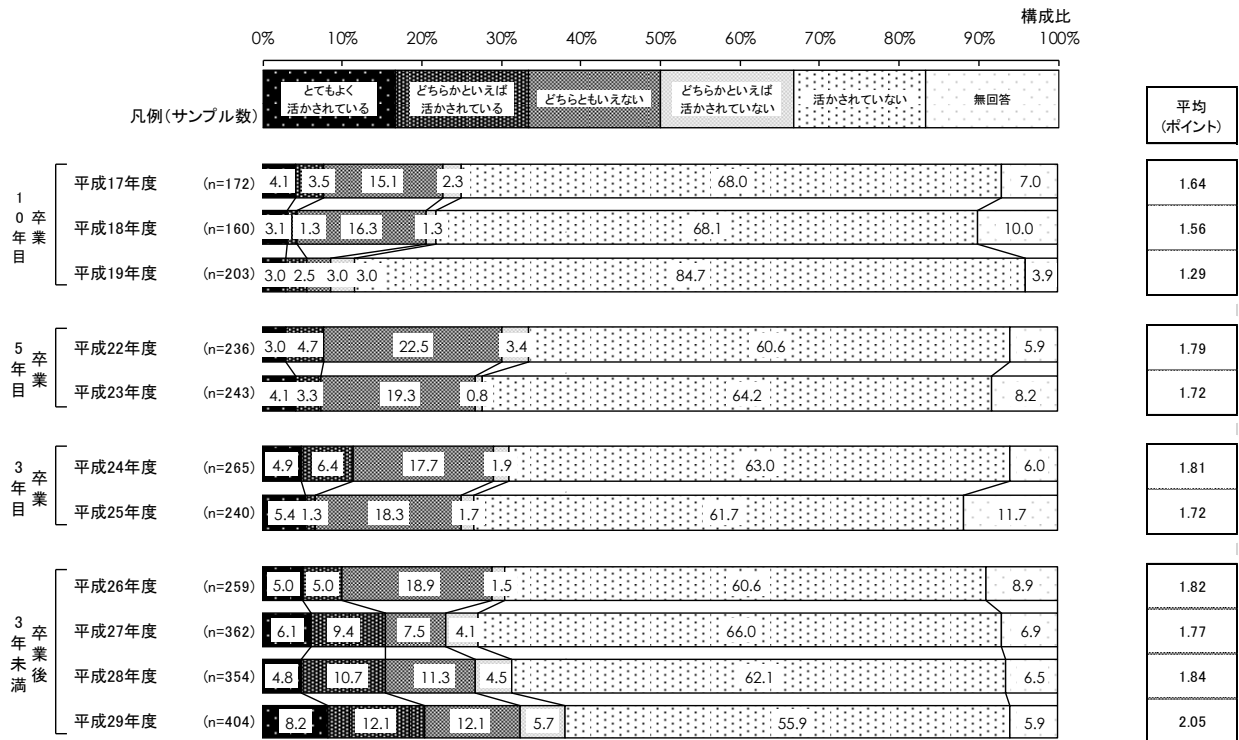 構成比
0% 10% 20% 30% 40% 50% 60% 70% 80% 90% 100%
凡例(サンプル数)
とてもよく
活かされている
どちらかといえば
活かされている
どちらともいえない
どちらかといえば
活かされていない
活かされていない
無回答
平均
(ポイント)
卒業
10年目
平成17年度 (n=172) 4.1 3.5 15.1 2.3 68.0 7.0 1.64
平成18年度 (n=160) 3.1 1.3 16.3 1.3 68.1 10.0 1.56
平成19年度 (n=203) 3.0 2.5 3.0 3.0 84.7 3.9 1.29
卒業
5年目
平成22年度 (n=236) 3.0 4.7 22.5 3.4 60.6 5.9 1.79
平成23年度 (n=243) 4.1 3.3 19.3 0.8 64.2 8.2 1.72
卒業
3年目
平成24年度 (n=265) 4.9 6.4 17.7 1.9 63.0 6.0 1.81
平成25年度 (n=240) 5.4 1.3 18.3 1.7 61.7 11.7 1.72
卒業後
3年未満
平成26年度 (n=259) 5.0 5.0 18.9 1.5 60.6 8.9 1.82
平成27年度 (n=362) 6.1 9.4 7.5 4.1 66.0 6.9 1.77
平成28年度 (n=354) 4.8 10.7 11.3 4.5 62.1 6.5 1.84
平成29年度 (n=404) 8.2 12.1 12.1 5.7 55.9 5.9 2.05